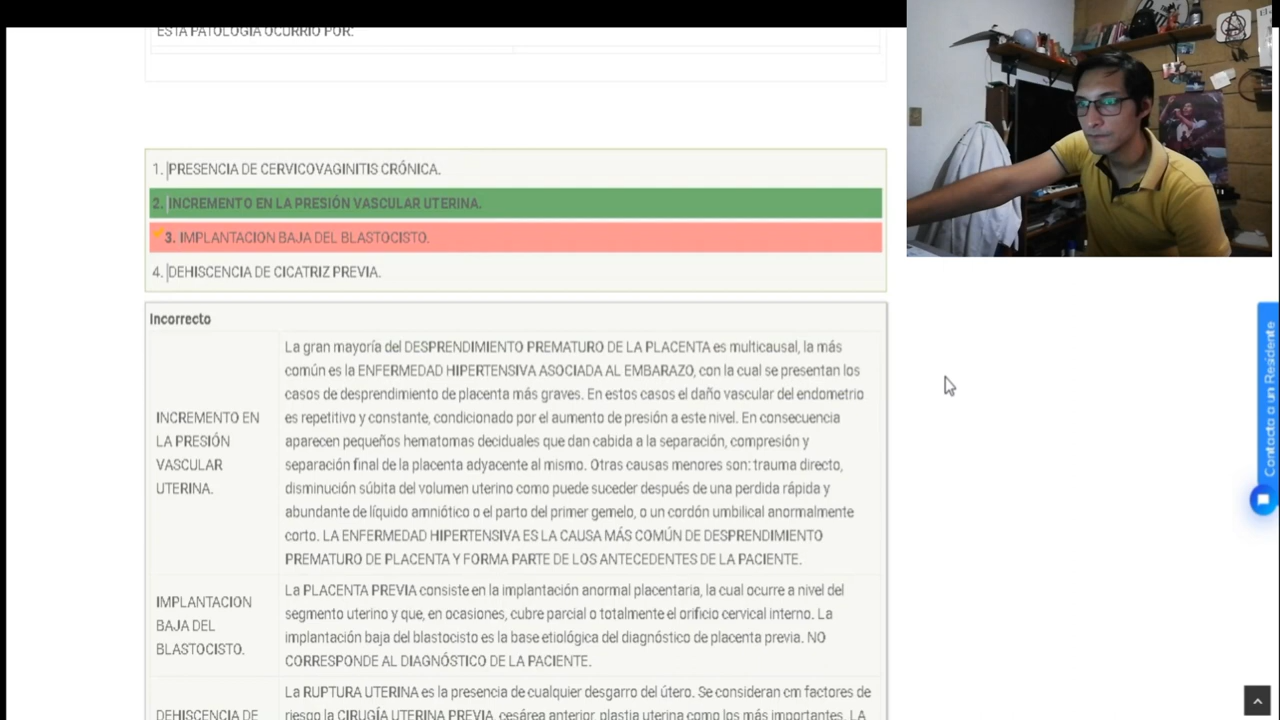 ESTA PATOLOGIA OCURRIO POR:
1. PRESENCIA DE CERVICOVAGINITIS CRÓNICA.
2. INCREMENTO EN LA PRESIÓN VASCULAR UTERINA.
3. IMPLANTACION BAJA DEL BLASTOCISTO.
4. DEHISCENCIA DE CICATRIZ PREVIA.
Incorrecto
INCREMENTO EN
LA PRESIÓN
VASCULAR
UTERINA.
La gran mayoría del DESPRENDIMIENTO PREMATURO DE LA PLACENTA es multicausal, la más
común es la ENFERMEDAD HIPERTENSIVA ASOCIADA AL EMBARAZO, con la cual se presentan los
casos de desprendimiento de placenta más graves. En estos casos el daño vascular del endometrio
es repetitivo y constante, condicionado por el aumento de presión a este nivel. En consecuencia
aparecen pequeños hematomas deciduales que dan cabida a la separación, compresión y
separación final de la placenta adyacente al mismo. Otras causas menores son: trauma directo,
disminución súbita del volumen uterino como puede suceder después de una perdida rápida y
abundante de líquido amniótico o el parto del primer gemelo, o un cordón umbilical anormalmente
corto. LA ENFERMEDAD HIPERTENSIVA ES LA CAUSA MÁS COMÚN DE DESPRENDIMIENTO
PREMATURO DE PLACENTA Y FORMA PARTE DE LOS ANTECEDENTES DE LA PACIENTE.
IMPLANTACION
BAJA DEL
BLASTOCISTO.
La PLACENTA PREVIA consiste en la implantación anormal placentaria, la cual ocurre a nivel del
segmento uterino y que, en ocasiones, cubre parcial o totalmente el orificio cervical interno. La
implantación baja del blastocisto es la base etiológica del diagnóstico de placenta previa. NO
CORRESPONDE AL DIAGNÓSTICO DE LA PACIENTE.
DEHISCENCIA DE
La RUPTURA UTERINA es la presencia de cualquier desgarro del útero. Se consideran cm factores de
riesgo la CIRUGÍA UTERINA PREVIA, cesárea anterior, plastia uterina como los más importantes. LA
Contacta a un Residente